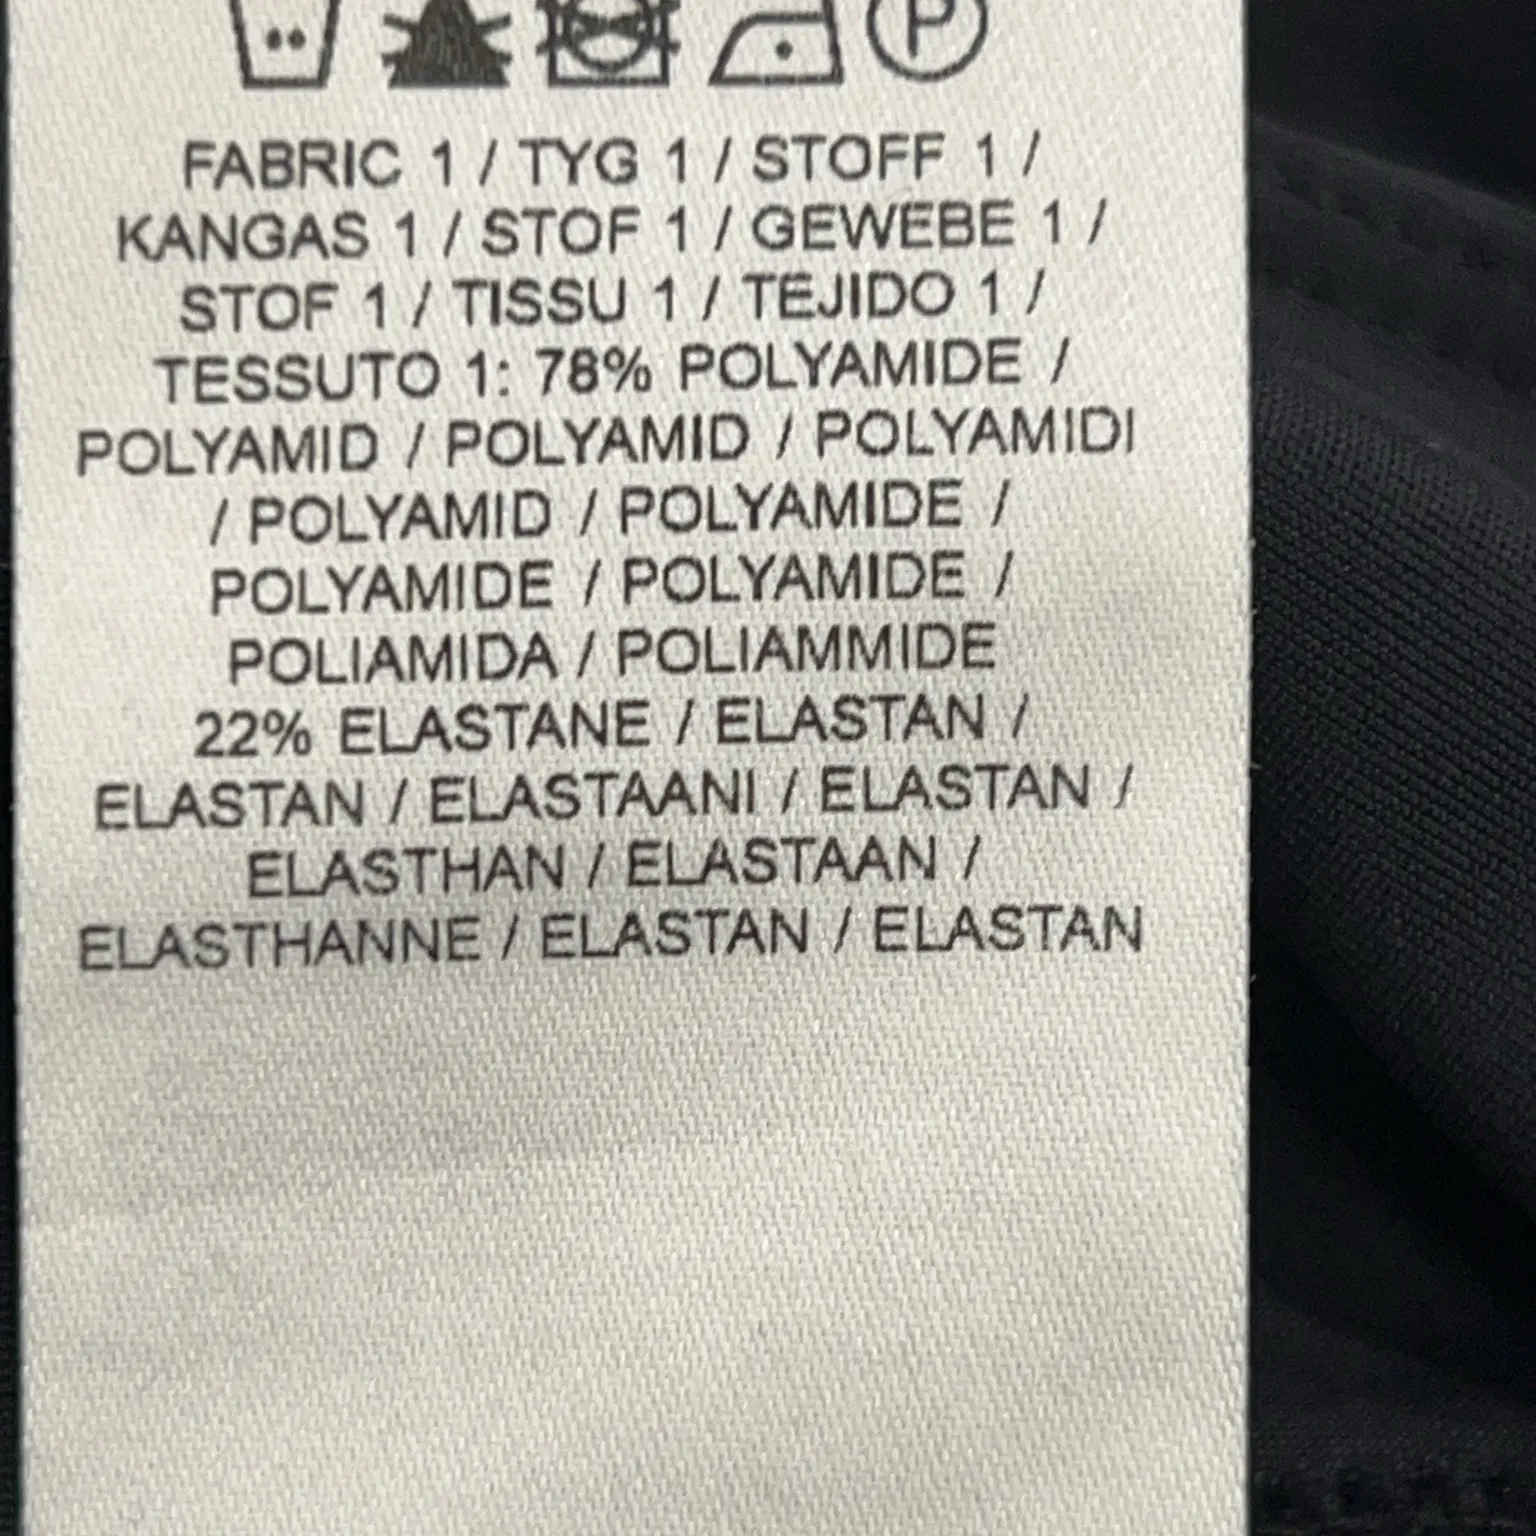 P
FABRIC 1 / TYG 1 / STOFF 1 /
KANGAS 1 / STOF 1 / GEWEBE 1 /
STOF 1 / TISSU 1 / TEJIDO 1 /
TESSUTO 1: 78% POLYAMIDE /
POLYAMID / POLYAMID / POLYAMIDI
/ POLYAMID / POLYAMIDE /
POLYAMIDE / POLYAMIDE /
POLIAMIDA / POLIAMMIDE
22% ELASTANE / ELASTAN /
ELASTAN / ELASTAANI / ELASTAN /
ELASTHAN / ELASTAAN /
ELASTHANNE / ELASTAN / ELASTAN